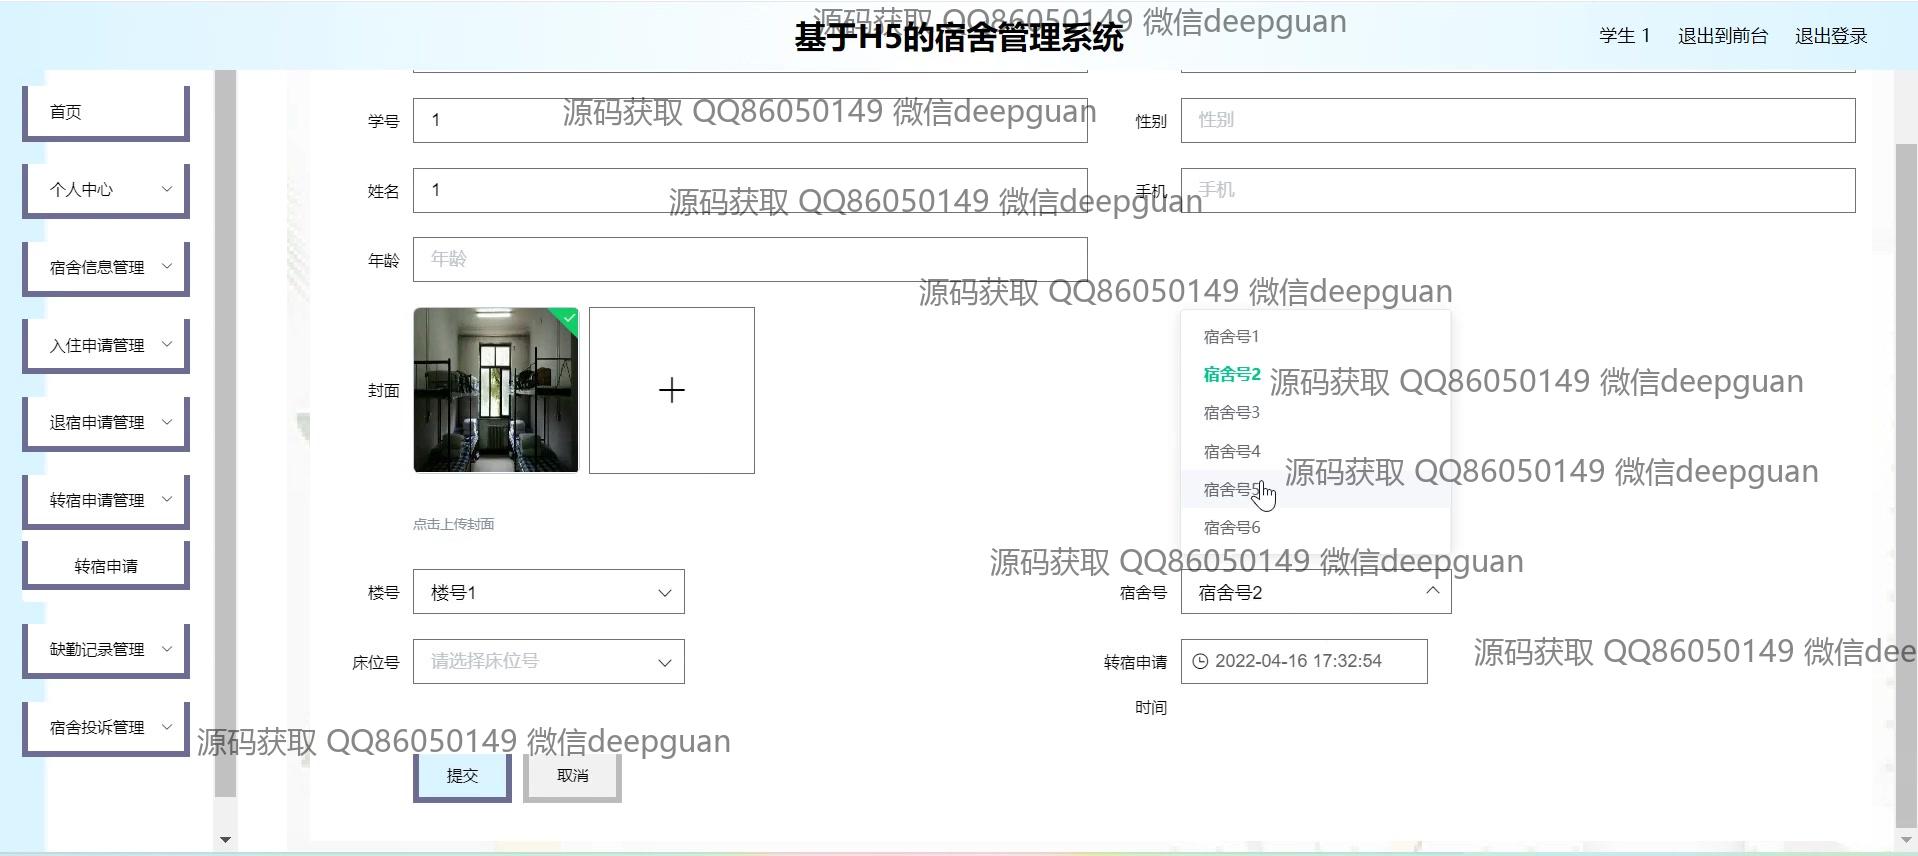 源码获取 QQ86050149 微信deepguan
基于H5的宿舍管理系统
学生 1 退出到前台 退出登录
首页
个人中心
宿舍信息管理
入住申请管理
退宿申请管理
转宿申请管理
转宿申请
缺勤记录管理
宿舍投诉管理
学号 1
性别 性别
源码获取 QQ86050149 微信deepguan
姓名 1
手机 手机
源码获取 QQ86050149 微信deepguan
年龄 年龄
源码获取 QQ86050149 微信deepguan
封面
点击上传封面
宿舍号1
宿舍号2
源码获取 QQ86050149 微信deepguan
宿舍号3
宿舍号4
宿舍号5
源码获取 QQ86050149 微信deepguan
宿舍号6
源码获取 QQ86050149 微信deepguan
楼号 楼号1
宿舍号 宿舍号2
床位号 请选择床位号
转宿申请
时间
2022-04-16 17:32:54
源码获取 QQ86050149 微信dee
源码获取 QQ86050149 微信deepguan
提交 取消